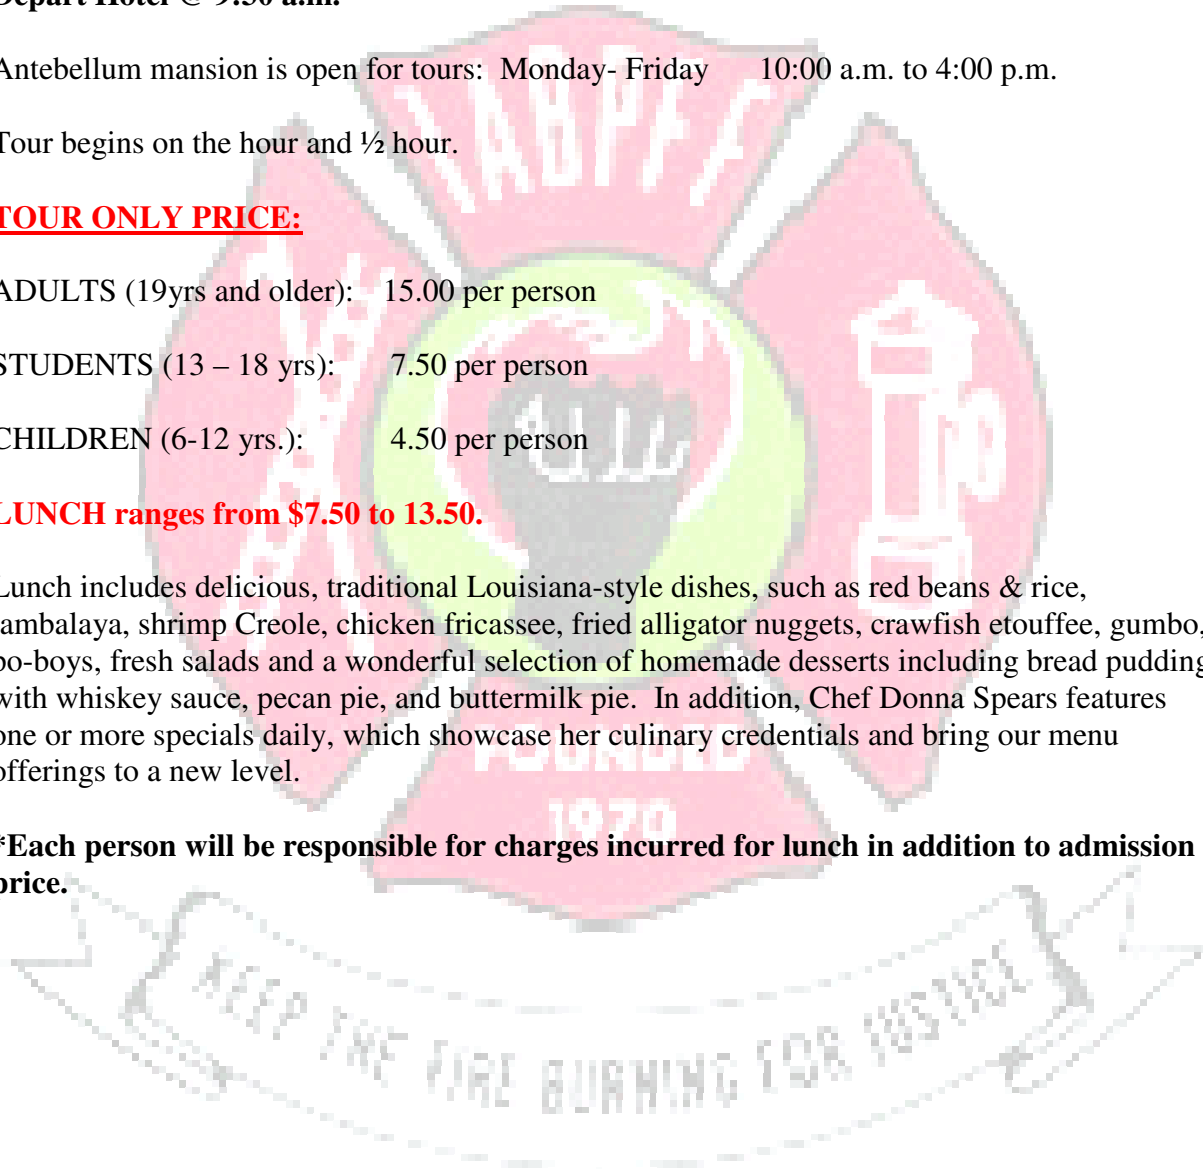 Depart Hotel @ 9:30 a.m.
Antebellum mansion is open for tours: Monday- Friday 10:00 a.m. to 4:00 p.m.
Tour begins on the hour and ½ hour.
TOUR ONLY PRICE:
ADULTS (19yrs and older): 15.00 per person
STUDENTS (13 – 18 yrs): 7.50 per person
CHILDREN (6-12 yrs.): 4.50 per person
LUNCH ranges from $7.50 to 13.50.
Lunch includes delicious, traditional Louisiana-style dishes, such as red beans & rice,
jambalaya, shrimp Creole, chicken fricassee, fried alligator nuggets, crawfish etouffee, gumbo,
po-boys, fresh salads and a wonderful selection of homemade desserts including bread pudding
with whiskey sauce, pecan pie, and buttermilk pie. In addition, Chef Donna Spears features
one or more specials daily, which showcase her culinary credentials and bring our menu
offerings to a new level.
*Each person will be responsible for charges incurred for lunch in addition to admission
price.
IABPFF
FOUNDED
1970
KEEP THE FIRE BURNING FOR JUSTICE